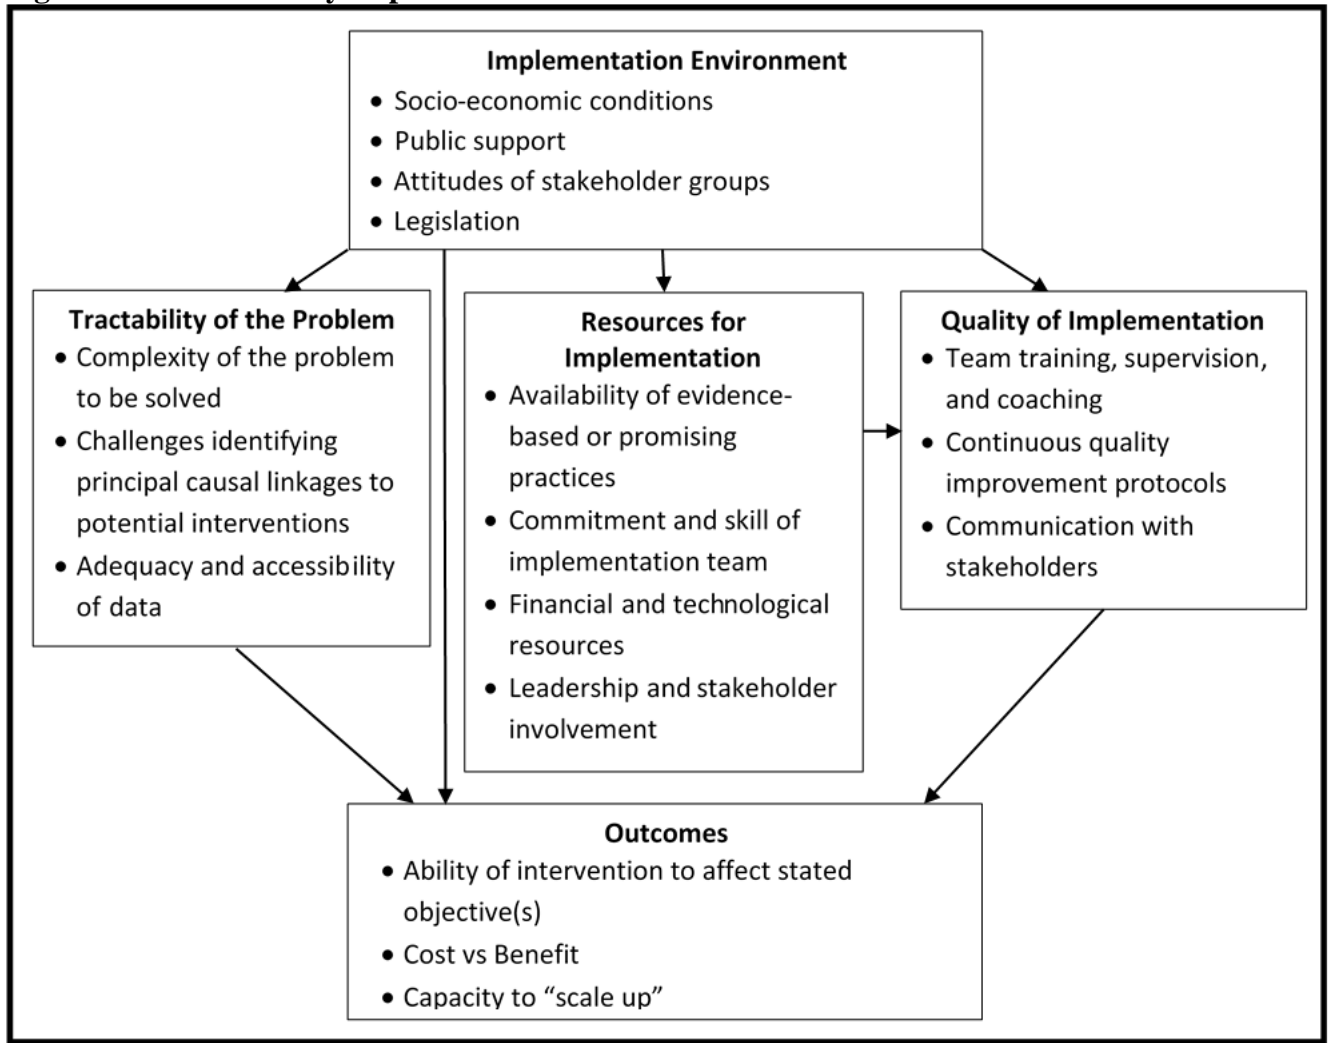 Implementation Environment
• Socio-economic conditions
• Public support
• Attitudes of stakeholder groups
• Legislation
Tractability of the Problem
• Complexity of the problem
to be solved
• Challenges identifying
principal causal linkages to
potential interventions
• Adequacy and accessibility
of data
Resources for
Implementation
• Availability of evidence-
based or promising
practices
• Commitment and skill of
implementation team
• Financial and technological
resources
• Leadership and stakeholder
involvement
Quality of Implementation
• Team training, supervision,
and coaching
• Continuous quality
improvement protocols
• Communication with
stakeholders
Outcomes
• Ability of intervention to affect stated
objective(s)
• Cost vs Benefit
• Capacity to “scale up”